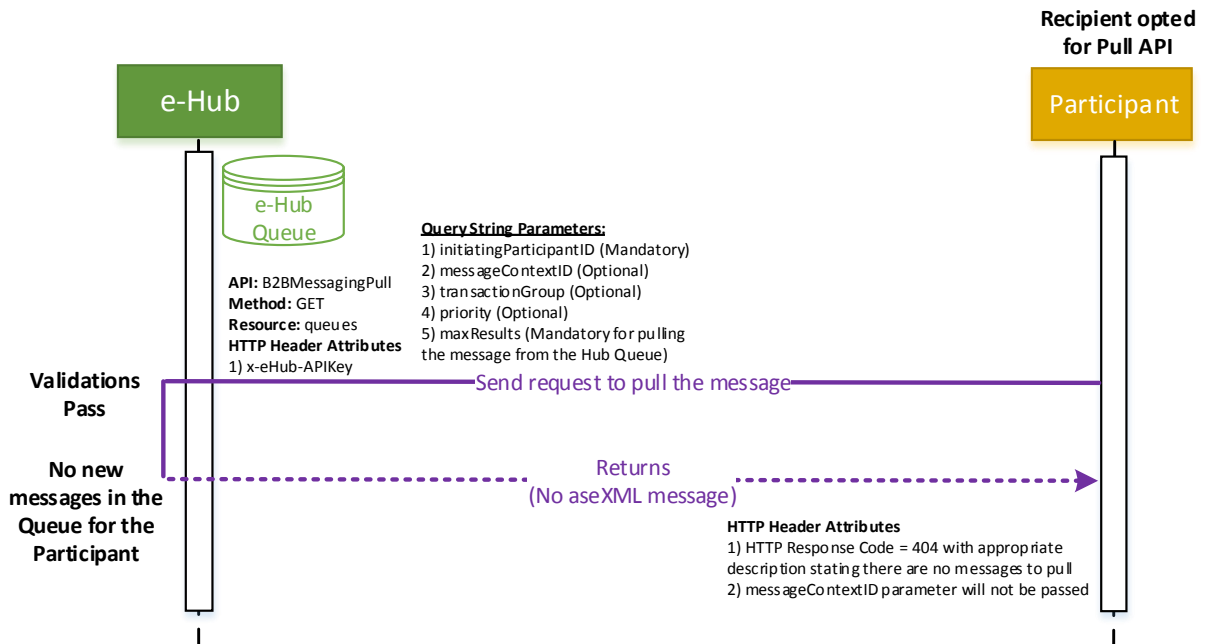 Recipient opted
for Pull API
e-Hub
Participant
e-Hub
Queue
Query String Parameters:
1) initiatingParticipantID (Mandatory)
2) messageContextID (Optional)
3) transactionGroup (Optional)
4) priority (Optional)
5) maxResults (Mandatory for pulling
the message from the Hub Queue)
API: B2BMessagingPull
Method: GET
Resource: queues
HTTP Header Attributes
1) x-eHub-APIKey
Validations
Pass
Send request to pull the message
No new
messages in the
Queue for the
Participant
Returns
(No aseXML message)
HTTP Header Attributes
1) HTTP Response Code = 404 with appropriate
description stating there are no messages to pull
2) messageContextID parameter will not be passed